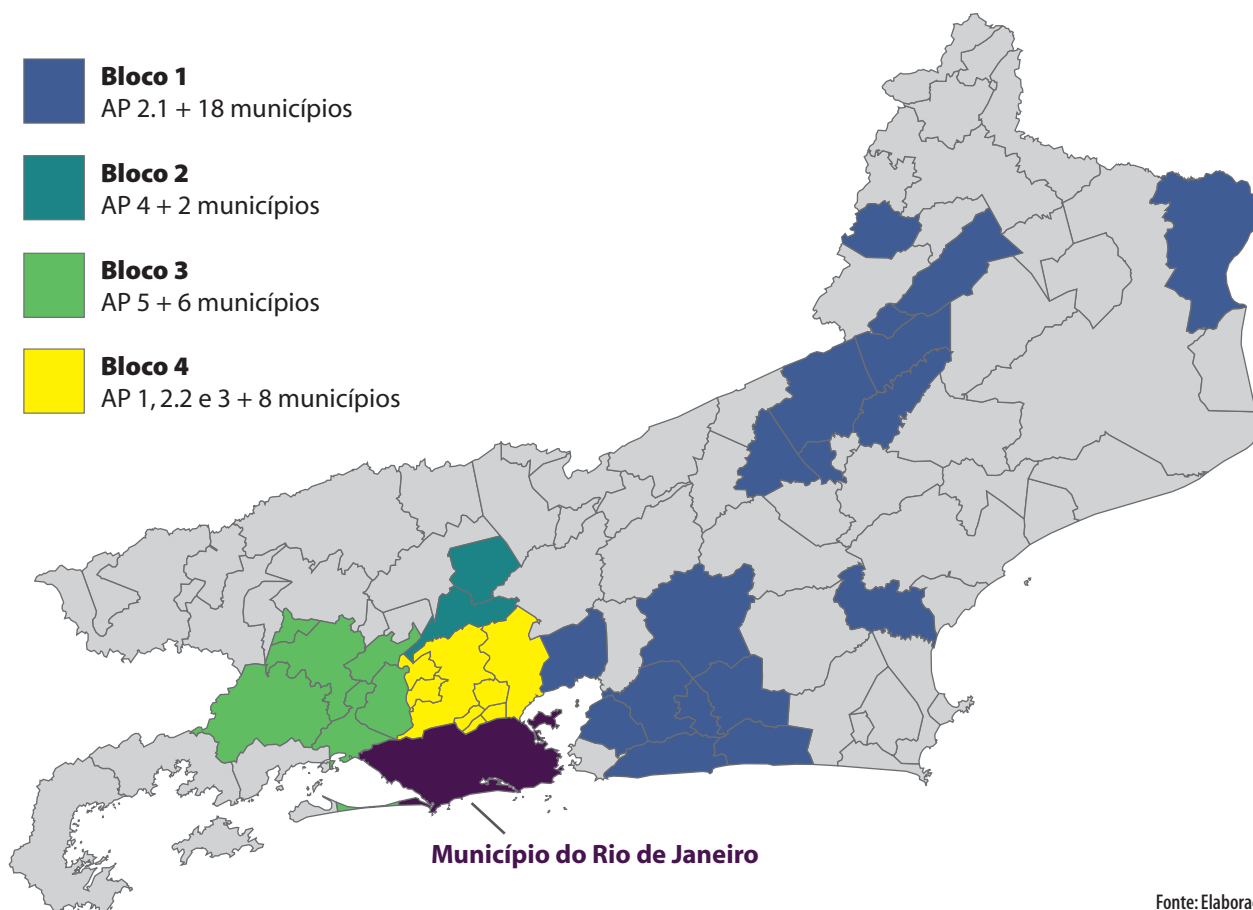 Bloco 1
AP 2.1 + 18 municípios
Bloco 2
AP 4 + 2 municípios
Bloco 3
AP 5 + 6 municípios
Bloco 4
AP 1, 2.2 e 3 + 8 municípios
Município do Rio de Janeiro
Fonte: